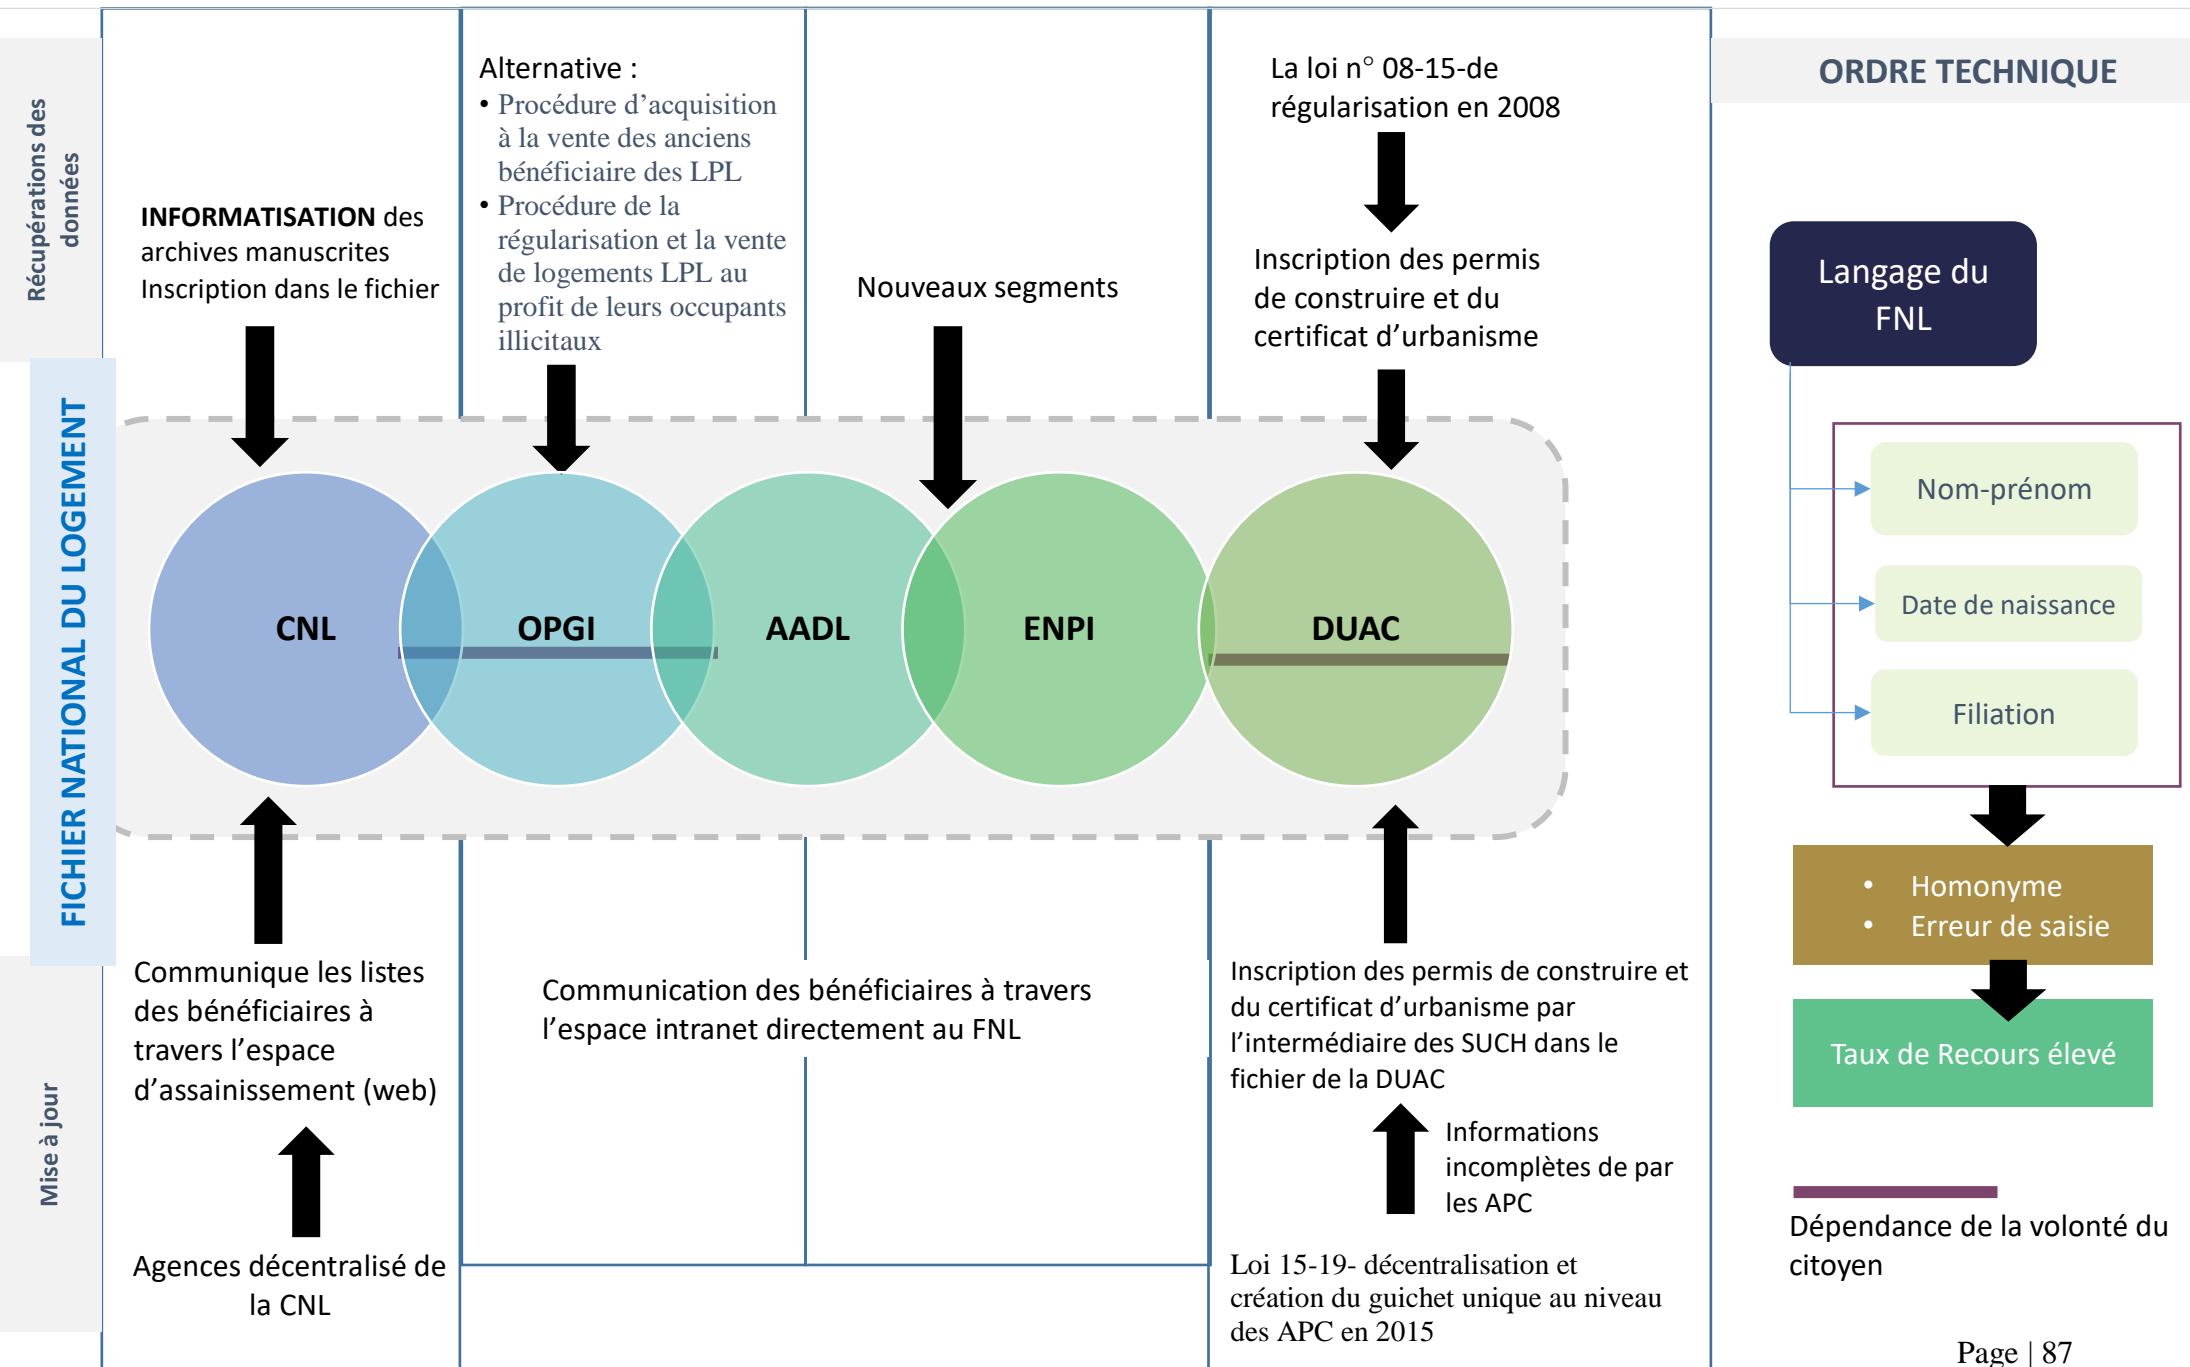 Récupérations des
données
INFORMATISATION des
archives manuscrites
Inscription dans le fichier
Alternative :
• Procédure d’acquisition
à la vente des anciens
bénéficiaire des LPL
• Procédure de la
régularisation et la vente
de logements LPL au
profit de leurs occupants
illicitaux
Nouveaux segments
La loi n° 08-15-de
régularisation en 2008
Inscription des permis
de construire et du
certificat d’urbanisme
FICHIER NATIONAL DU LOGEMENT
CNL
OPGI
AADL
ENPI
DUAC
Mise à jour
Communique les listes
des bénéficiaires à
travers l’espace
d’assainissement (web)
Agences décentralisé de
la CNL
Communication des bénéficiaires à travers
l’espace intranet directement au FNL
Inscription des permis de construire et
du certificat d’urbanisme par
l’intermédiaire des SUCH dans le
fichier de la DUAC
Informations
incomplètes de par
les APC
Loi 15-19- décentralisation et
création du guichet unique au niveau
des APC en 2015
ORDRE TECHNIQUE
Langage du
FNL
Nom-prénom
Date de naissance
Filiation
• Homonyme
• Erreur de saisie
Taux de Recours élevé
Dépendance de la volonté du
citoyen
Page | 87